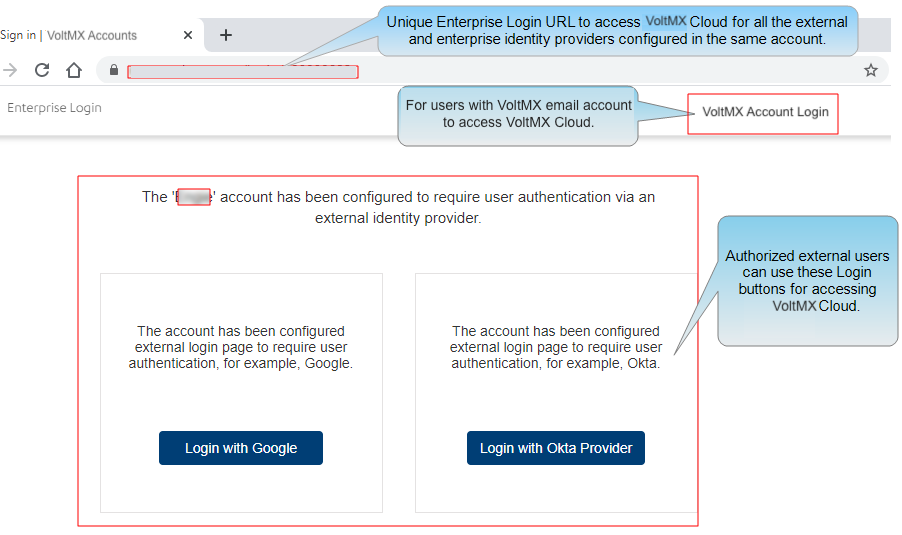 Unique Enterprise Login URL to access VoltMX Cloud for all the external
and enterprise identity providers configured in the same account.
Sign in | VoltMX Accounts
Enterprise Login
For users with VoltMX email account
to access VoltMX Cloud.
VoltMX Account Login
The '' account has been configured to require user authentication via an
external identity provider.
The account has been configured
external login page to require user
authentication, for example, Google.
Login with Google
The account has been configured
external login page to require user
authentication, for example, Okta.
Login with Okta Provider
Authorized external users
can use these Login
buttons for accessing
VoltMX Cloud.